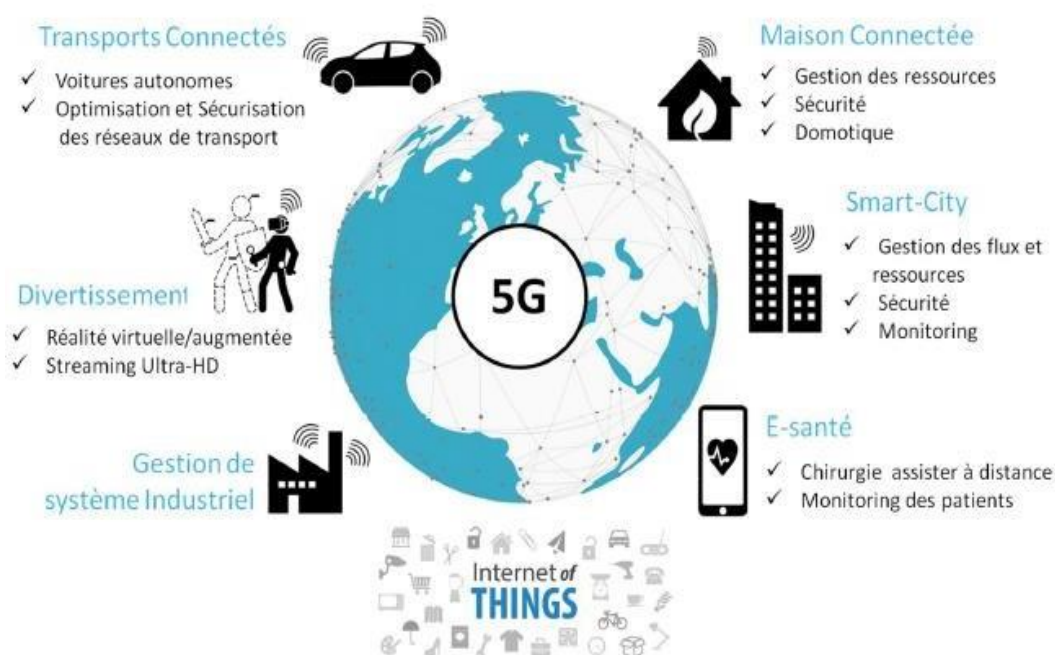 Transports Connectés
✓ Voitures autonomes
✓ Optimisation et Sécurisation
des réseaux de transport
Divertissement
✓ Réalité virtuelle/augmentée
✓ Streaming Ultra-HD
Gestion de
système Industriel
5G
Maison Connectée
✓ Gestion des ressources
✓ Sécurité
✓ Domotique
Smart-City
✓ Gestion des flux et
ressources
✓ Sécurité
✓ Monitoring
E-santé
✓ Chirurgie assister à distance
✓ Monitoring des patients
Internet of
THINGS